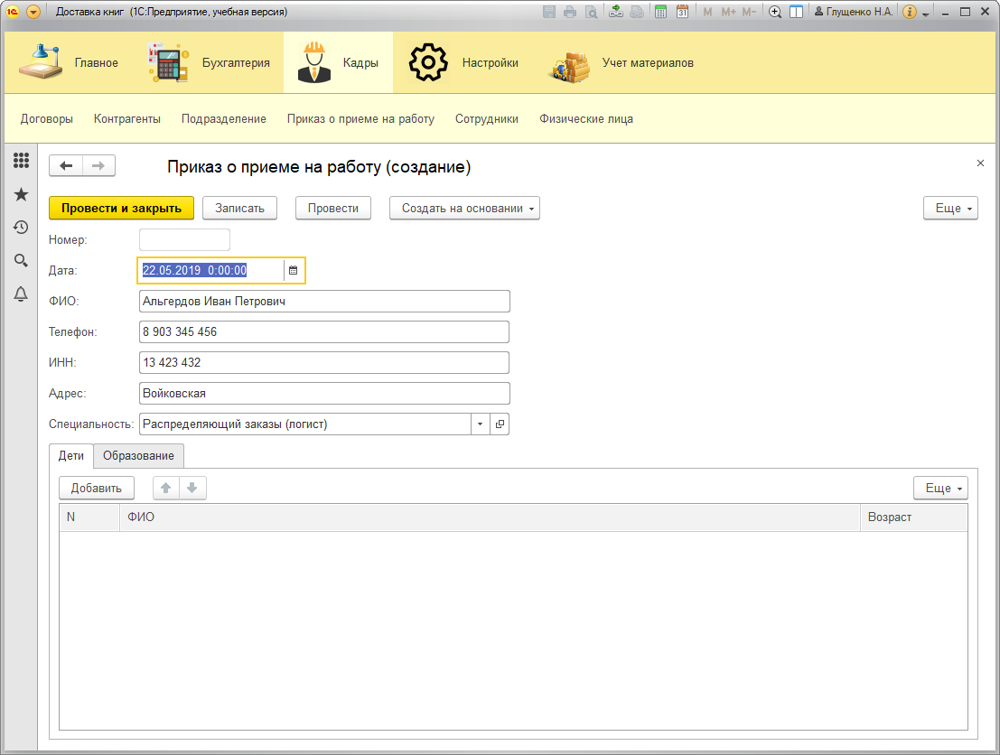 Доставка книг (1С:Предприятие, учебная версия)
M M+ M- Глущенко Н.А.
Главное Бухгалтерия Кадры Настройки Учет материалов
Договоры Контрагенты Подразделение Приказ о приеме на работу Сотрудники Физические лица
Приказ о приеме на работу (создание)
Провести и закрыть Записать Провести Создать на основании Еще
Номер:
Дата: 22.05.2019 0:00:00
ФИО: Альгердов Иван Петрович
Телефон: 8 903 345 456
ИНН: 13 423 432
Адрес: Войковская
Специальность: Распределяющий заказы (логист)
Дети Образование
Добавить Еще
N ФИО Возраст